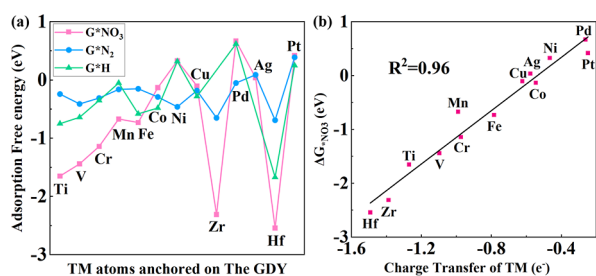 (a)
G*NO3
G*N2
G*H
Adsorption Free energy (eV)
1
0
-1
-2
-3
Ti
V
Cr
Mn
Fe
Co
Ni
Cu
Zr
Pd
Ag
Hf
Pt
TM atoms anchored on The GDY
(b)
R²=0.96
ΔG*NO3 (eV)
1
0
-1
-2
-3
Hf
Zr
Ti
V
Cr
Mn
Fe
Cu
Ag
Co
Ni
Pd
Pt
-1.6
-1.2
-0.8
-0.4
Charge Transfer of TM (e-)